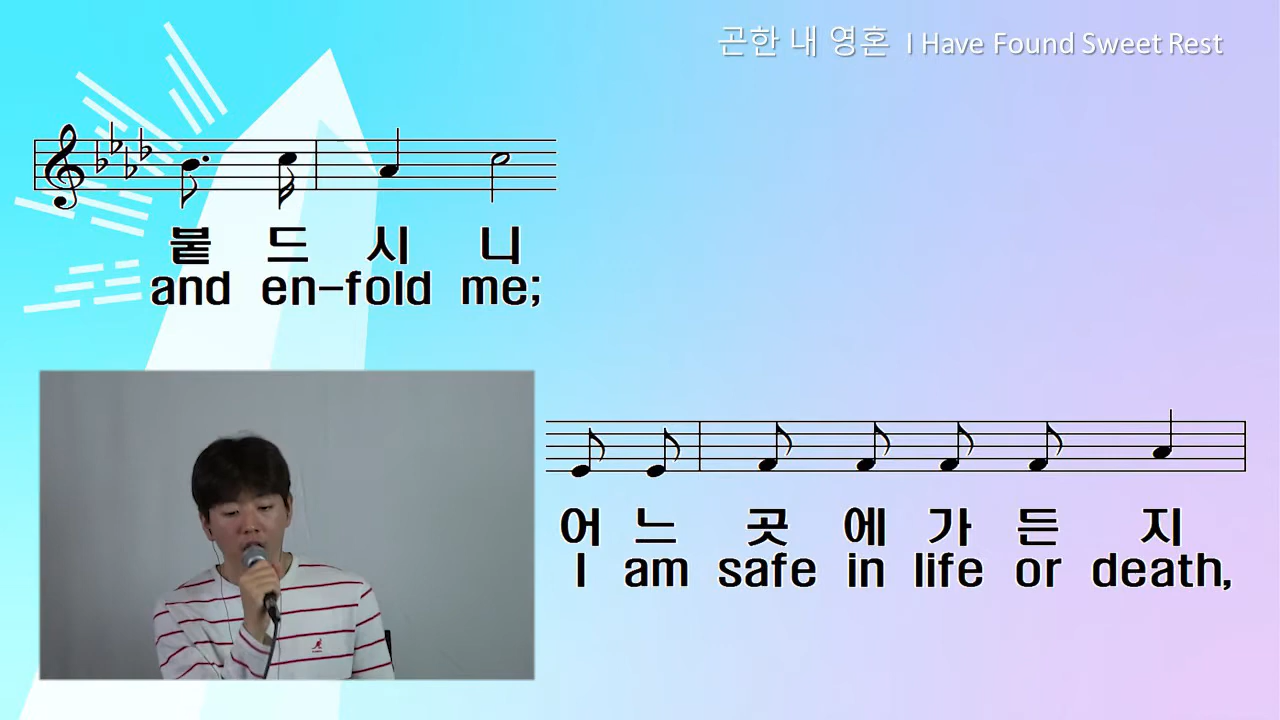 곤한 내 영혼 I Have Found Sweet Rest
붙 드 시 니
and en-fold me;
어 느 곳 에 가 든 지
I am safe in life or death,